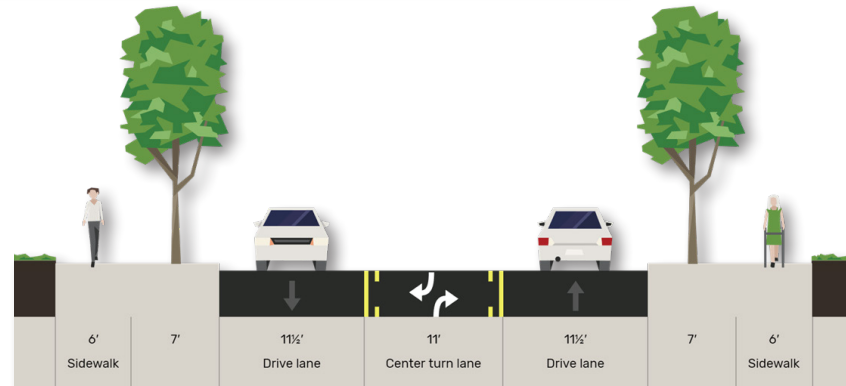 6′ 7′ 11½′ 11′ 11½′ 7′ 6′
Sidewalk Drive lane Center turn lane Drive lane Sidewalk